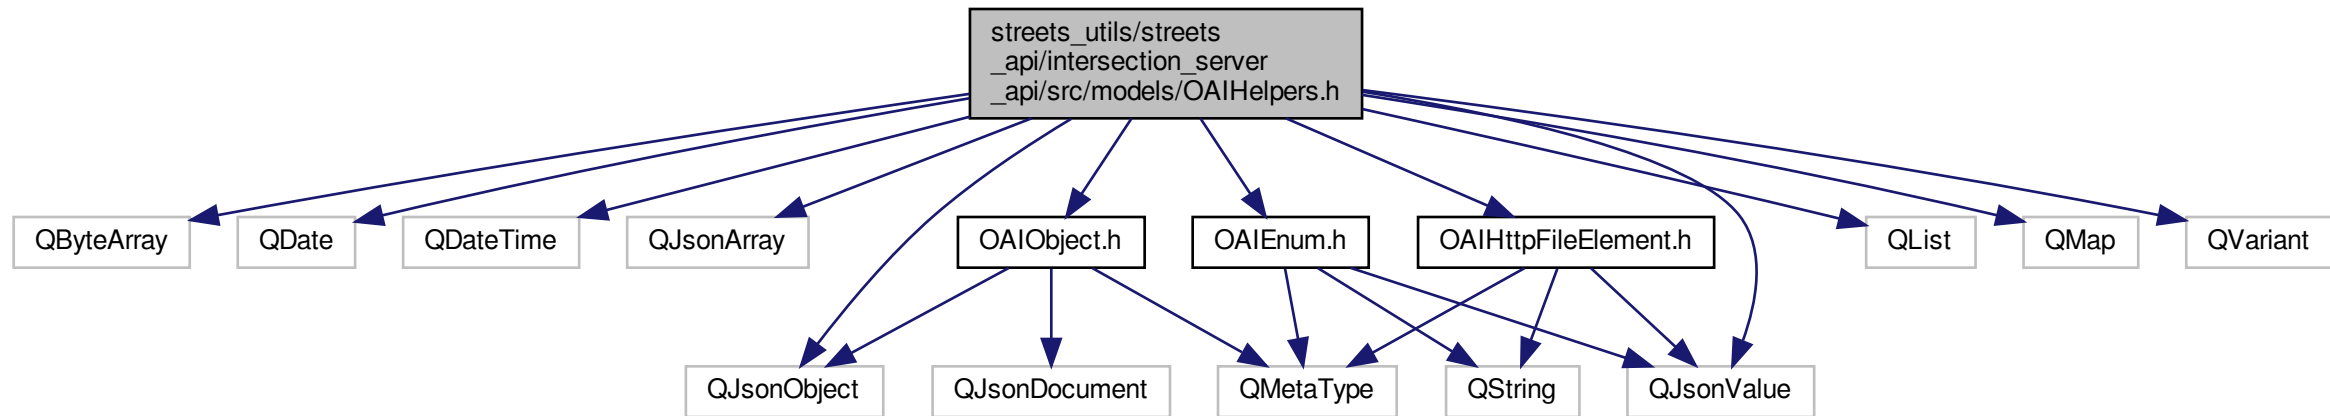 streets_utils/streets
_api/intersection_server
_api/src/models/OAIHelpers.h
QByteArray
QDate
QDateTime
QJsonArray
OAIObject.h
OAIEnum.h
OAIHttpFileElement.h
QList
QMap
QVariant
QJsonObject
QJsonDocument
QMetaType
QString
QJsonValue